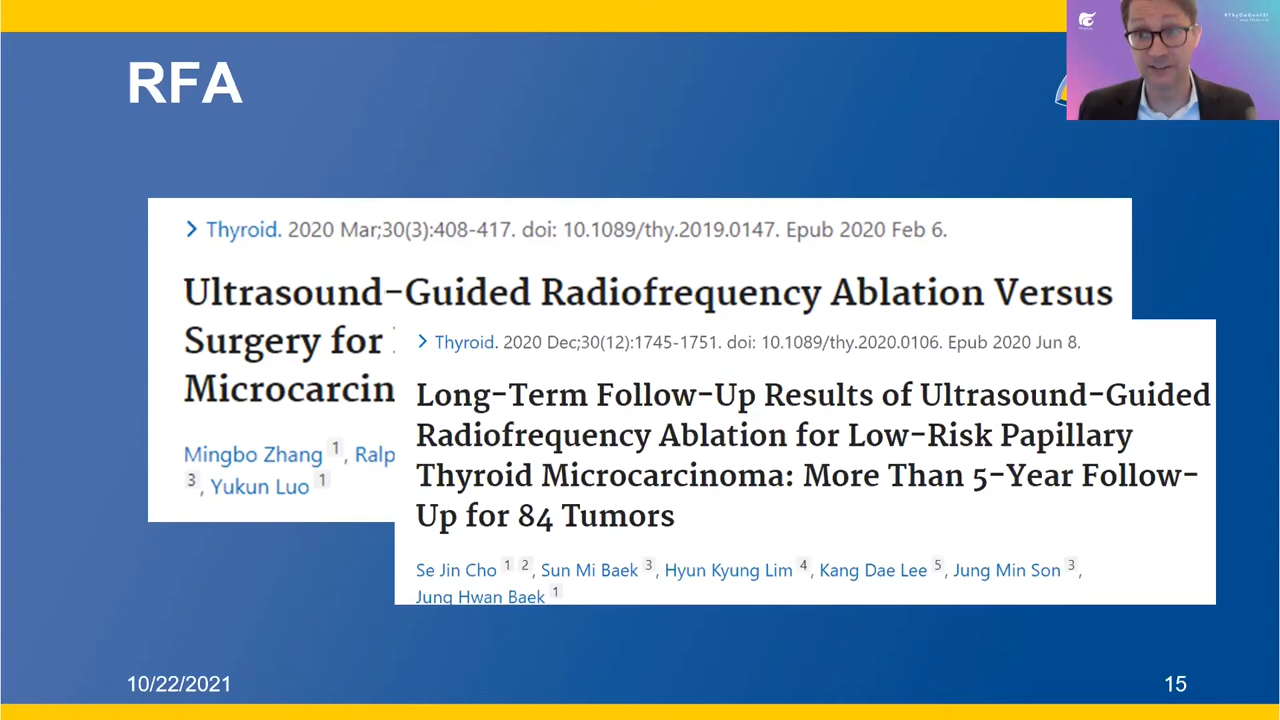 RFA
Thyroid. 2020 Mar;30(3):408-417. doi: 10.1089/thy.2019.0147. Epub 2020 Feb 6.
Ultrasound-Guided Radiofrequency Ablation Versus
Surgery for
Microcarcin
Mingbo Zhang 1, Ralp
3, Yukun Luo 1
Thyroid. 2020 Dec;30(12):1745-1751. doi: 10.1089/thy.2020.0106. Epub 2020 Jun 8.
Long-Term Follow-Up Results of Ultrasound-Guided
Radiofrequency Ablation for Low-Risk Papillary
Thyroid Microcarcinoma: More Than 5-Year Follow-
Up for 84 Tumors
Se Jin Cho 1 2, Sun Mi Baek 3, Hyun Kyung Lim 4, Kang Dae Lee 5, Jung Min Son 3,
Jung Hwan Baek 1
10/22/2021
15